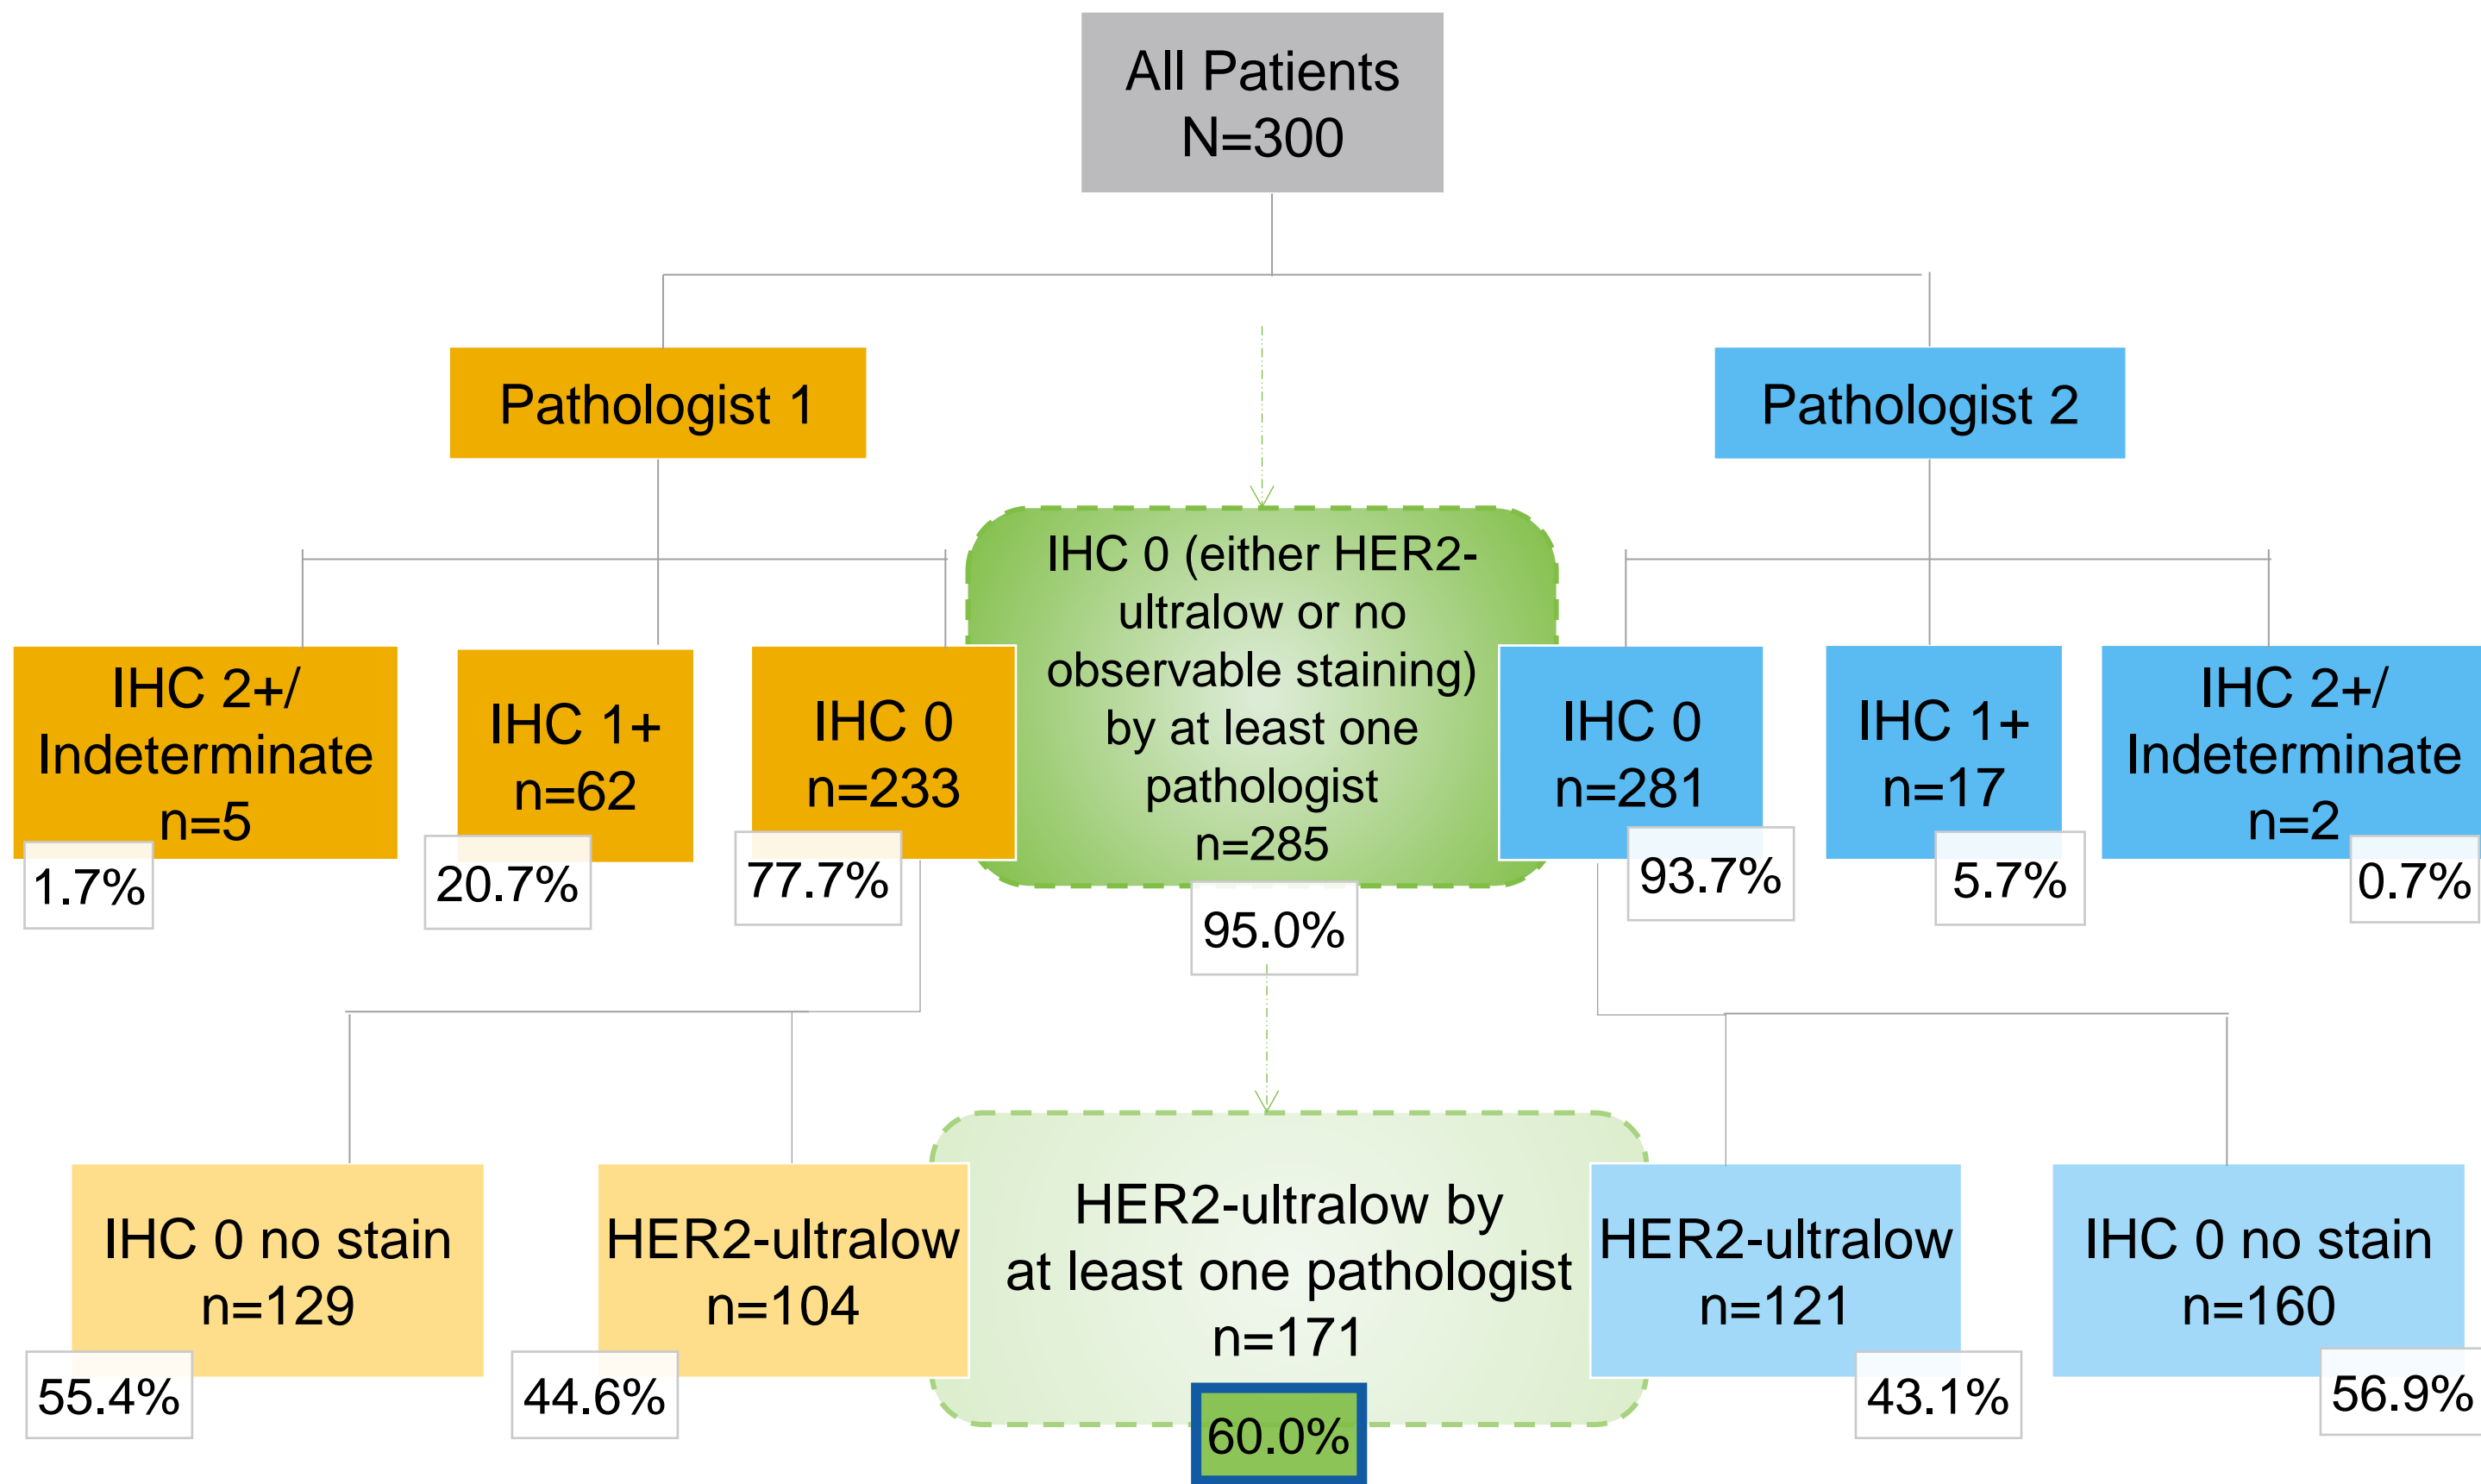 All Patients
N=300
Pathologist 1
Pathologist 2
IHC 0 (either HER2-
ultralow or no
observable staining)
by at least one
pathologist
n=285
95.0%
IHC 2+/
Indeterminate
n=5
1.7%
IHC 1+
n=62
20.7%
IHC 0
n=233
77.7%
IHC 0
n=281
93.7%
IHC 1+
n=17
5.7%
IHC 2+/
Indeterminate
n=2
0.7%
IHC 0 no stain
n=129
55.4%
HER2-ultralow
n=104
44.6%
HER2-ultralow by
at least one pathologist
n=171
60.0%
HER2-ultralow
n=121
43.1%
IHC 0 no stain
n=160
56.9%